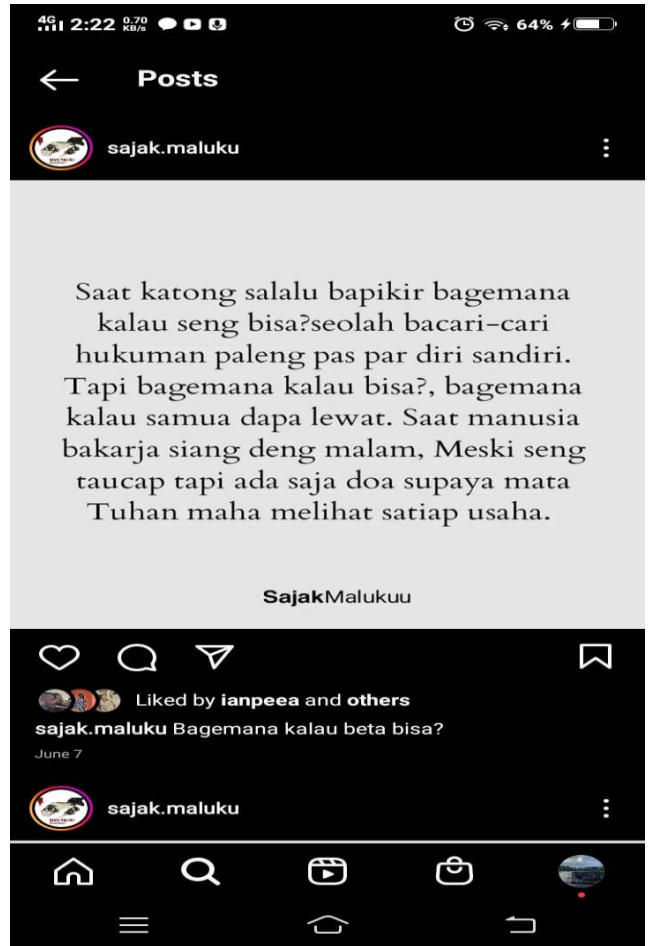 4G 2:22 0.70 KB/s 64%
Posts
sajak.maluku
Saat katong salalu bapikir bagemana
kalau seng bisa?seolah bacari-cari
hukuman paleng pas par diri sandiri.
Tapi bagemana kalau bisa?, bagemana
kalau samua dapa lewat. Saat manusia
bakarja siang deng malam, Meski seng
taucap tapi ada saja doa supaya mata
Tuhan maha melihat satiap usaha.
SajakMalukuu
Liked by ianpeea and others
sajak.maluku Bagemana kalau beta bisa?
June 7
sajak.maluku